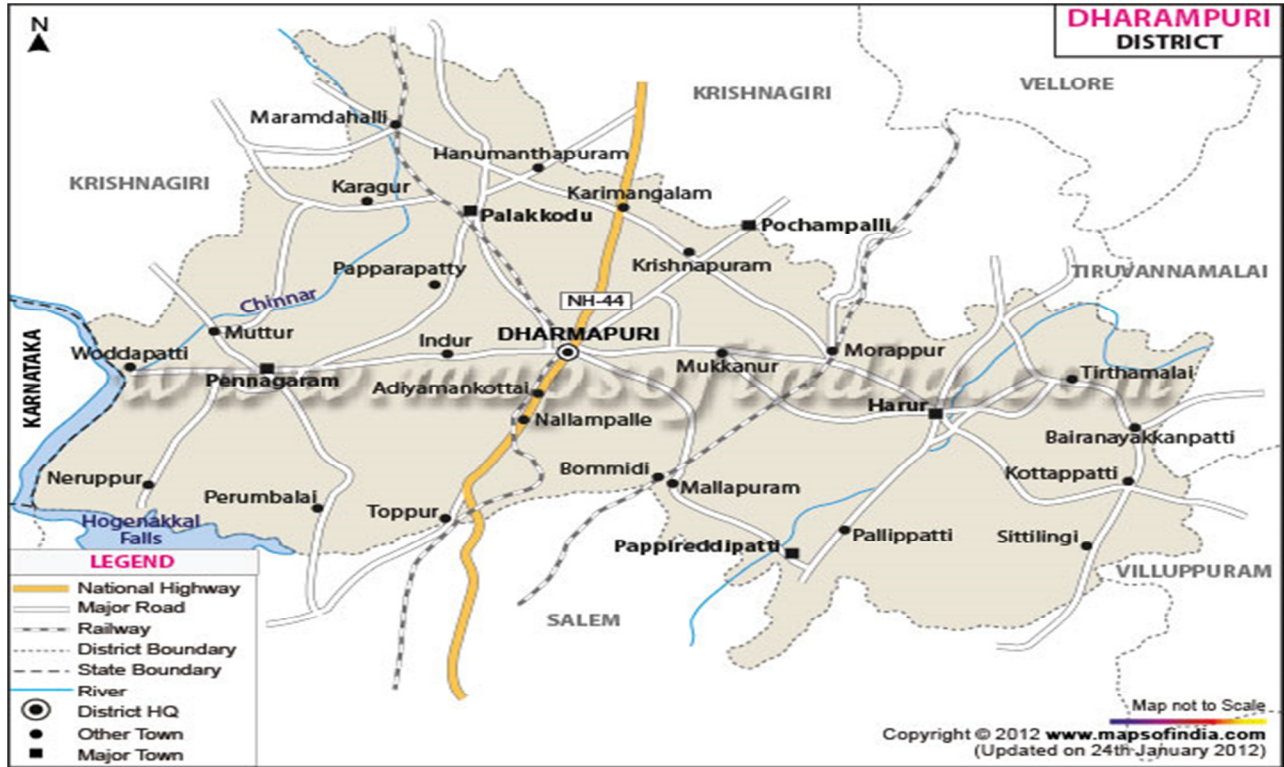 N
DHARAMPURI
DISTRICT
KRISHNAGIRI
VELLORE
Maramdahalli
Hanumanthapuram
KRISHNAGIRI
Karagur
Karimangalam
Palakkodu
Pochampalli
Papparapatty
Krishnapuram
TIRUVANNAMALAI
Chinnar
NH-44
Muttur
Indur
DHARMAPURI
KARNATAKA
Woddapatti
Pennagaram
Mukkanur
Morappur
Tirthamalai
www.mapsofindia.com
Adiyamankottai
Harur
Nallampalle
Bairanayakkanpatti
Neruppur
Bommidi
Kottappatti
Perumbalai
Mallapuram
Toppur
Hogenakkal
Falls
Pallippatti
Sittilingi
Pappireddipatti
VILLUPPURAM
SALEM
LEGEND
National Highway
Major Road
Railway
District Boundary
State Boundary
River
District HQ
Other Town
Major Town
Map not to Scale
Copyright © 2012 www.mapsofindia.com
(Updated on 24th January 2012)